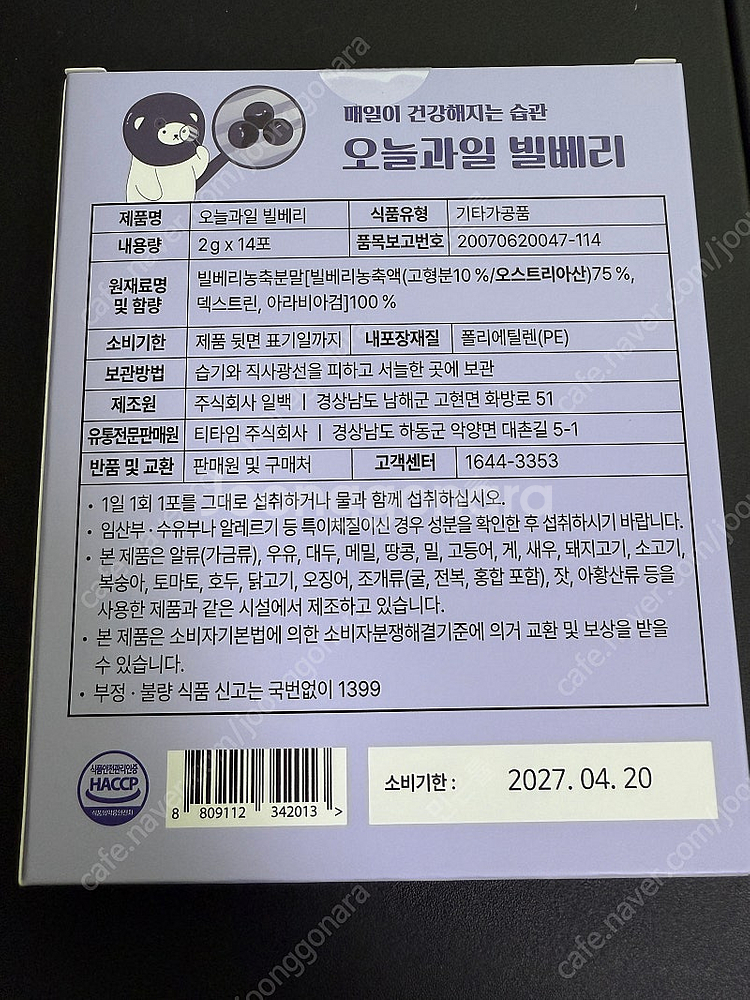 매일이 건강해지는 습관
오늘과일 빌베리
제품명 오늘과일 빌베리 식품유형 기타가공품
내용량 2g x 14포 품목보고번호 20070620047-114
원재료명 및 함량 빌베리농축분말[빌베리농축액(고형분10 %/오스트리아산)75 %,
덱스트린, 아라비아검]100 %
소비기한 제품 뒷면 표기일까지 내포장재질 폴리에틸렌(PE)
보관방법 습기와 직사광선을 피하고 서늘한 곳에 보관
제조원 주식회사 일백 | 경상남도 남해군 고현면 화방로 51
유통전문판매원 티타임 주식회사 | 경상남도 하동군 악양면 대촌길 5-1
반품 및 교환 판매원 및 구매처 고객센터 1644-3353
• 1일 1회 1포를 그대로 섭취하거나 물과 함께 섭취하십시오.
• 임산부·수유부나 알레르기 등 특이체질이신 경우 성분을 확인한 후 섭취하시기 바랍니다.
• 본 제품은 알류(가금류), 우유, 대두, 메밀, 땅콩, 밀, 고등어, 게, 새우, 돼지고기, 소고기,
복숭아, 토마토, 호두, 닭고기, 오징어, 조개류(굴, 전복, 홍합 포함), 잣, 아황산류 등을
사용한 제품과 같은 시설에서 제조하고 있습니다.
• 본 제품은 소비자기본법에 의한 소비자분쟁해결기준에 의거 교환 및 보상을 받을
수 있습니다.
• 부정·불량 식품 신고는 국번없이 1399
식품안전관리인증
HACCP
식품의약품안전처
8 809112 342013 >
소비기한 : 2027. 04. 20
joonggonara
cafe.naver.com/joonggonara